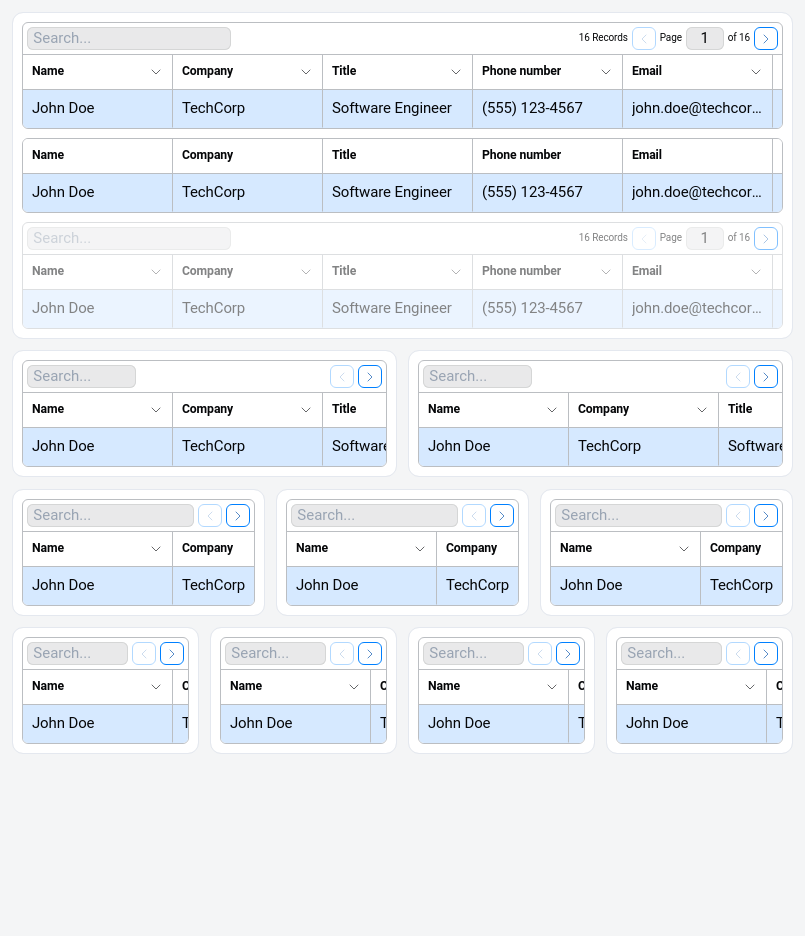 Search... 16 Records Page 1 of 16
Name Company Title Phone number Email
John Doe TechCorp Software Engineer (555) 123-4567 john.doe@techcor...
Name Company Title Phone number Email
John Doe TechCorp Software Engineer (555) 123-4567 john.doe@techcor...
Search... 16 Records Page 1 of 16
Name Company Title Phone number Email
John Doe TechCorp Software Engineer (555) 123-4567 john.doe@techcor...
Search... Search...
Name Company Title Name Company Title
John Doe TechCorp Software John Doe TechCorp Software
Search... Search... Search...
Name Company Name Company Name Company
John Doe TechCorp John Doe TechCorp John Doe TechCorp
Search... Search... Search... Search...
Name C Name C Name C Name C
John Doe T John Doe T John Doe T John Doe T